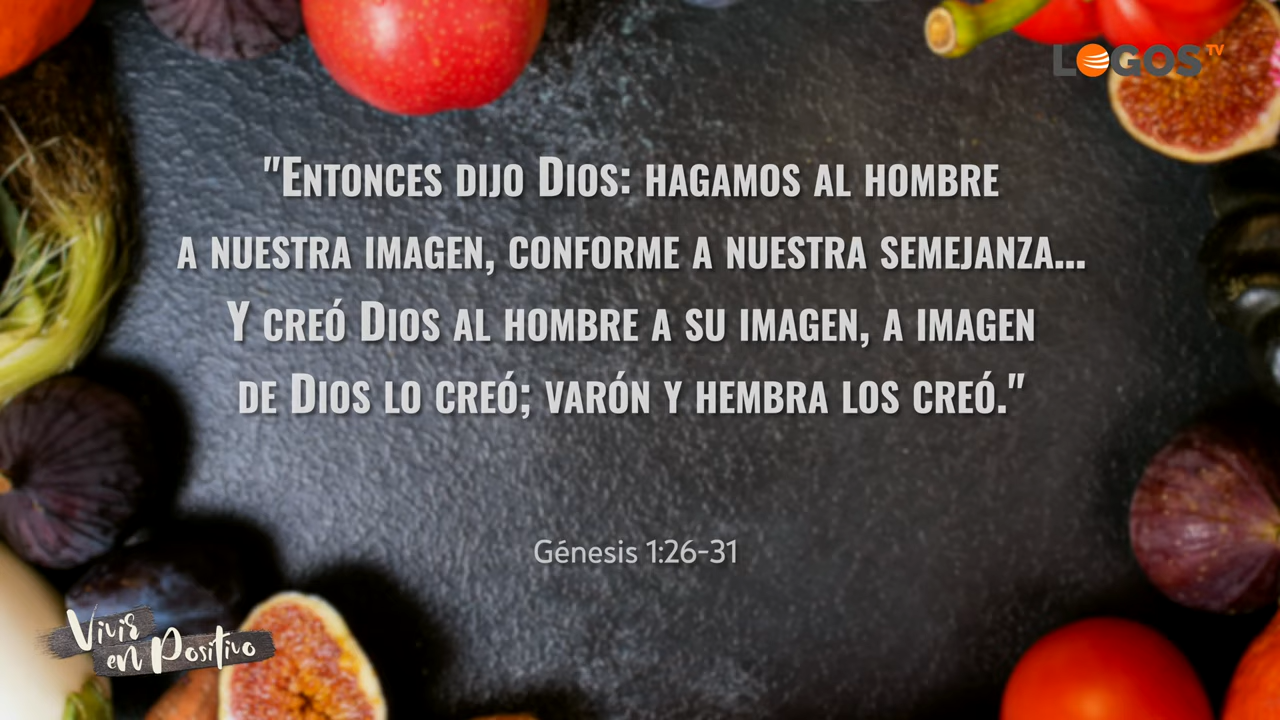 LOGOS TV
"Entonces dijo Dios: hagamos al hombre
a nuestra imagen, conforme a nuestra semejanza...
Y creó Dios al hombre a su imagen, a imagen
de Dios lo creó; varón y hembra los creó."
Génesis 1:26-31
Vivir
en Positivo